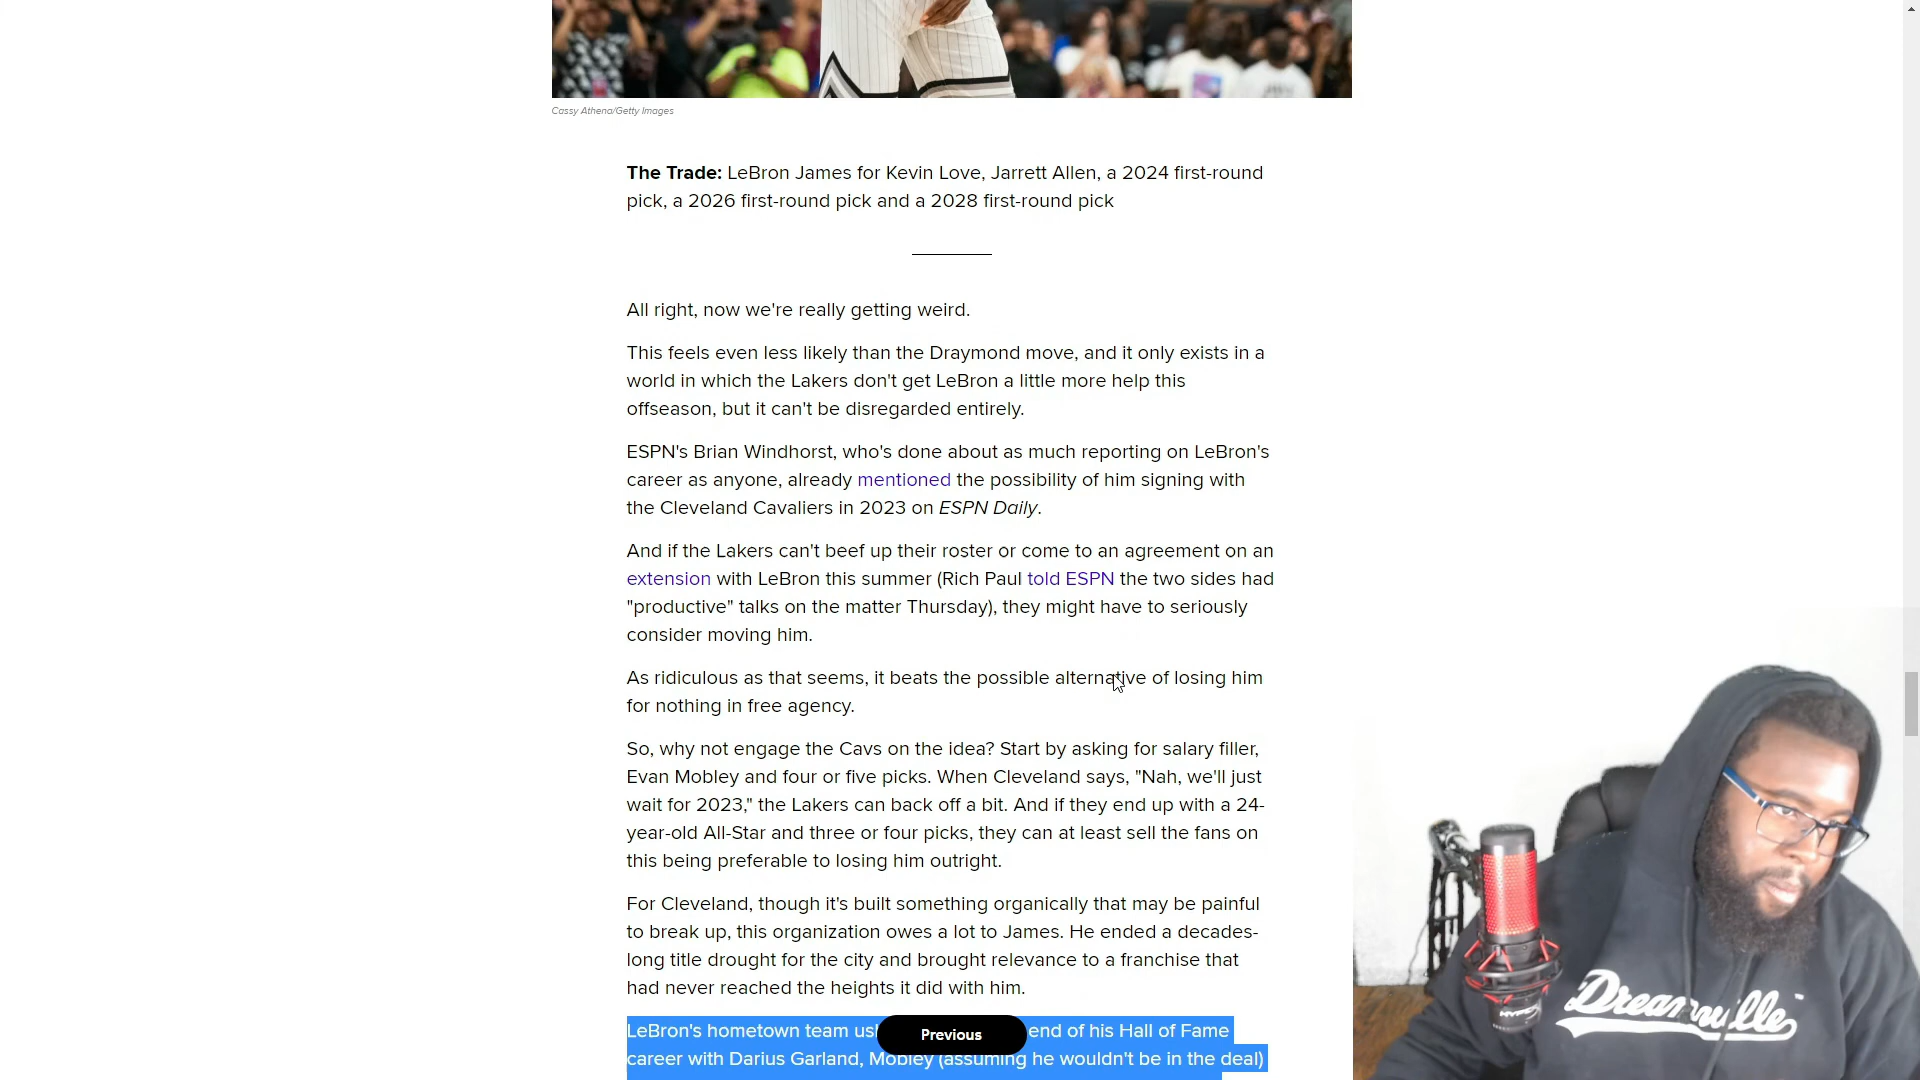 Cassy Athena/Getty Images
The Trade: LeBron James for Kevin Love, Jarrett Allen, a 2024 first-round
pick, a 2026 first-round pick and a 2028 first-round pick
All right, now we're really getting weird.
This feels even less likely than the Draymond move, and it only exists in a
world in which the Lakers don't get LeBron a little more help this
offseason, but it can't be disregarded entirely.
ESPN's Brian Windhorst, who's done about as much reporting on LeBron's
career as anyone, already mentioned the possibility of him signing with
the Cleveland Cavaliers in 2023 on ESPN Daily.
And if the Lakers can't beef up their roster or come to an agreement on an
extension with LeBron this summer (Rich Paul told ESPN the two sides had
"productive" talks on the matter Thursday), they might have to seriously
consider moving him.
As ridiculous as that seems, it beats the possible alternative of losing him
for nothing in free agency.
So, why not engage the Cavs on the idea? Start by asking for salary filler,
Evan Mobley and four or five picks. When Cleveland says, "Nah, we'll just
wait for 2023," the Lakers can back off a bit. And if they end up with a 24-
year-old All-Star and three or four picks, they can at least sell the fans on
this being preferable to losing him outright.
For Cleveland, though it's built something organically that may be painful
to break up, this organization owes a lot to James. He ended a decades-
long title drought for the city and brought relevance to a franchise that
had never reached the heights it did with him.
LeBron's hometown team end of his Hall of Fame
Previous
career with Darius Garland, Mobley (assuming he wouldn't be in the deal)
Dreamville
HYPERX